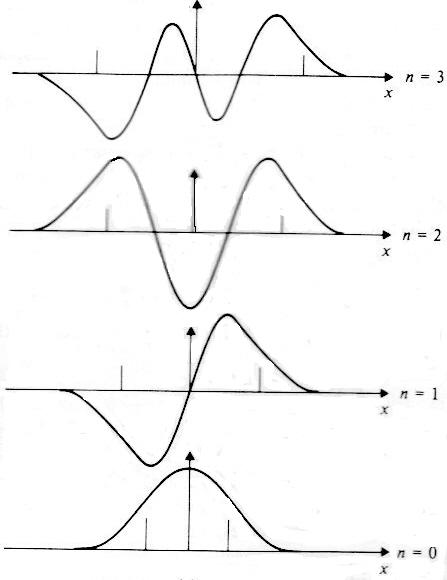 n = 3
x
n = 2
x
n = 1
x
n = 0
x